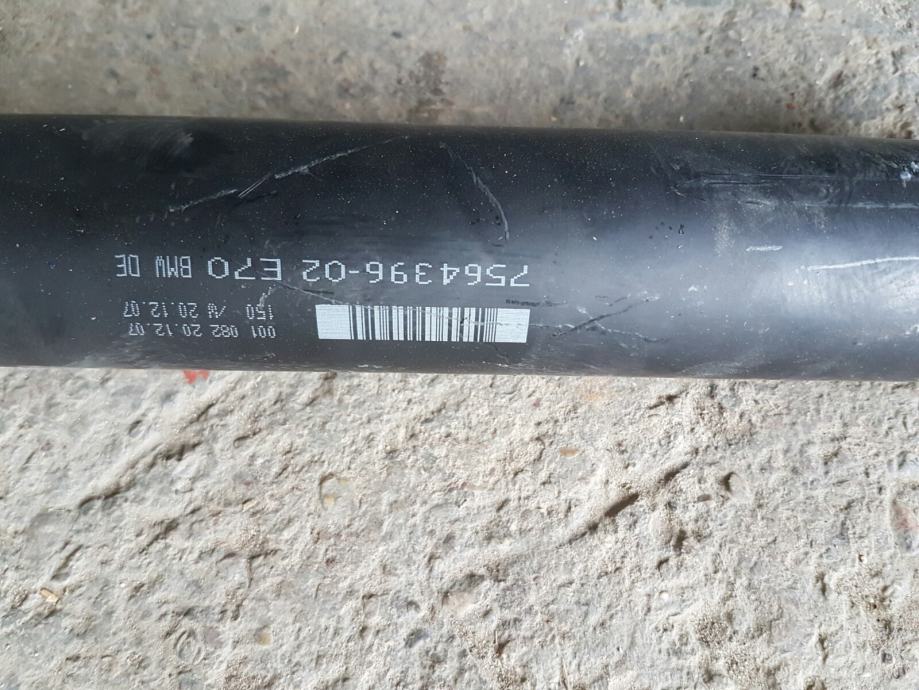 7564396-02 E70 BMW DE
001 082 20.12.07
150 /W 20.12.07